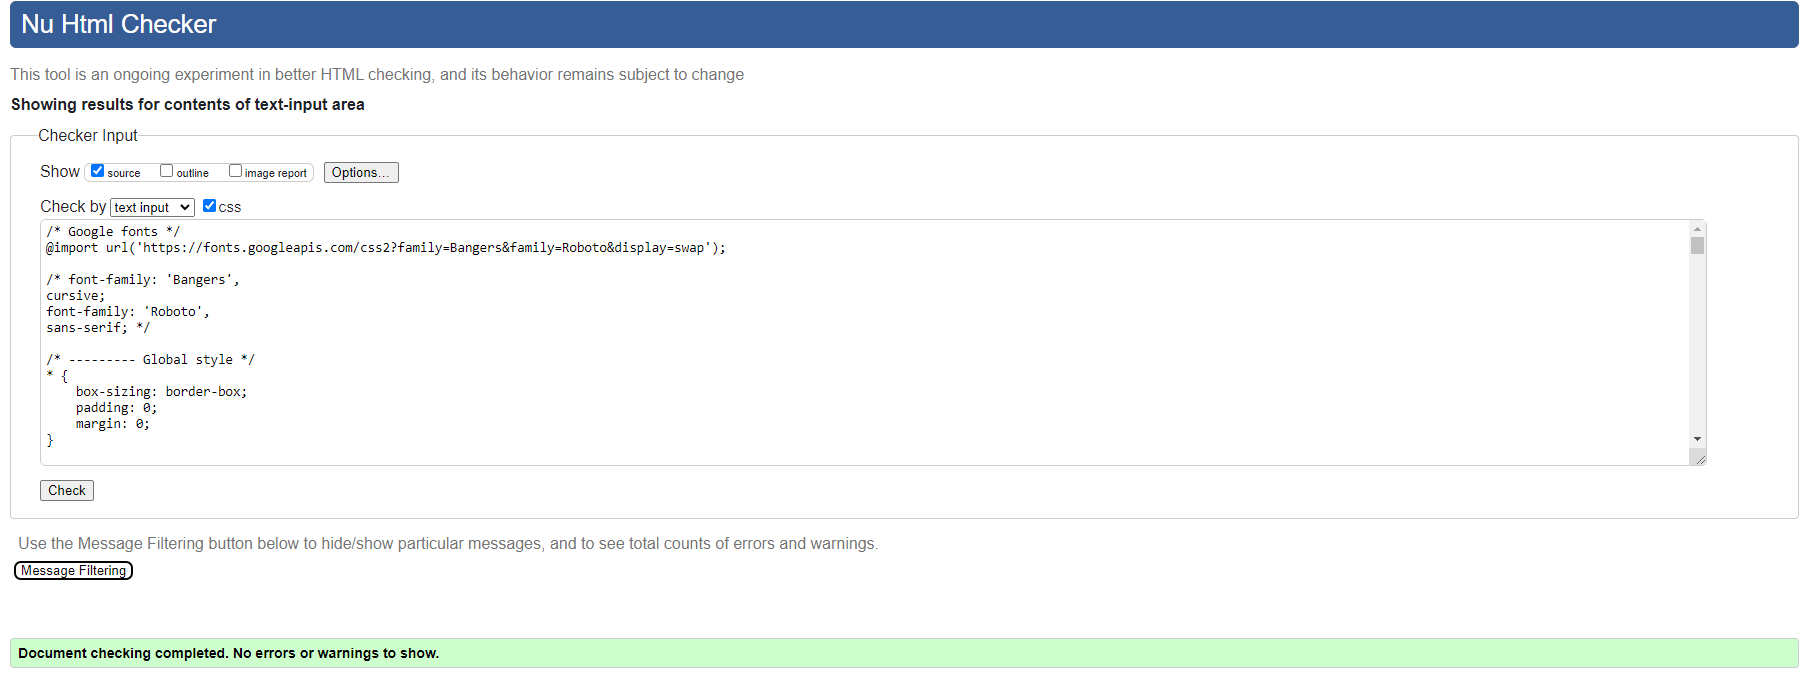 Nu Html Checker
This tool is an ongoing experiment in better HTML checking, and its behavior remains subject to change
Showing results for contents of text-input area
Checker Input
Show source outline image report Options...
Check by text input css
/* Google fonts */
@import url('https://fonts.googleapis.com/css2?family=Bangers&family=Roboto&display=swap');
/* font-family: 'Bangers',
cursive;
font-family: 'Roboto',
sans-serif; */
/* --------- Global style */
* {
box-sizing: border-box;
padding: 0;
margin: 0;
}
Check
Use the Message Filtering button below to hide/show particular messages, and to see total counts of errors and warnings.
Message Filtering
Document checking completed. No errors or warnings to show.